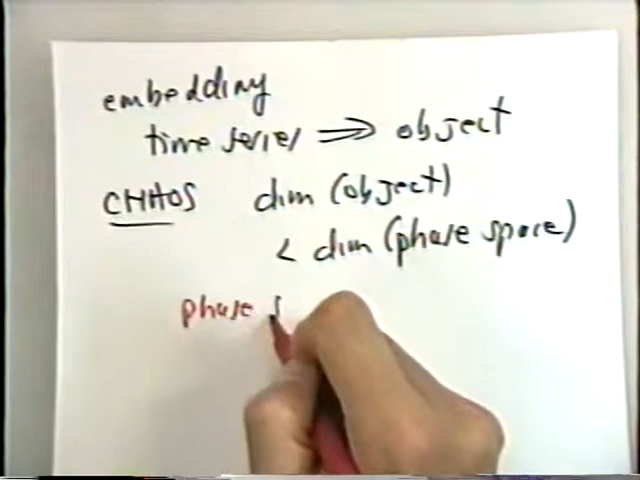 embedding
time series ⇒ object
CHAOS dim (object)
< dim (phase space)
phase s